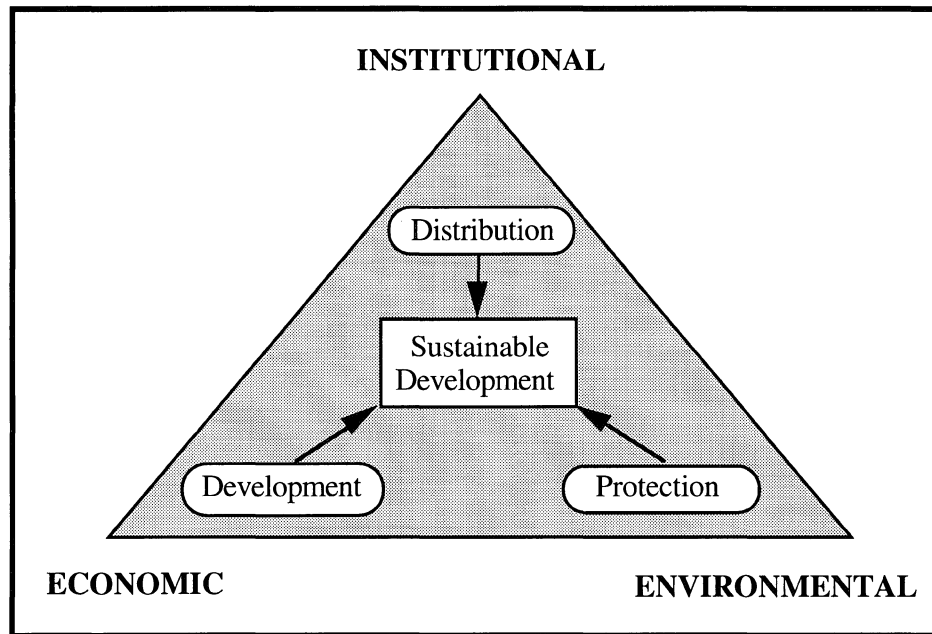 INSTITUTIONAL
Distribution
Sustainable
Development
Development
Protection
ECONOMIC
ENVIRONMENTAL